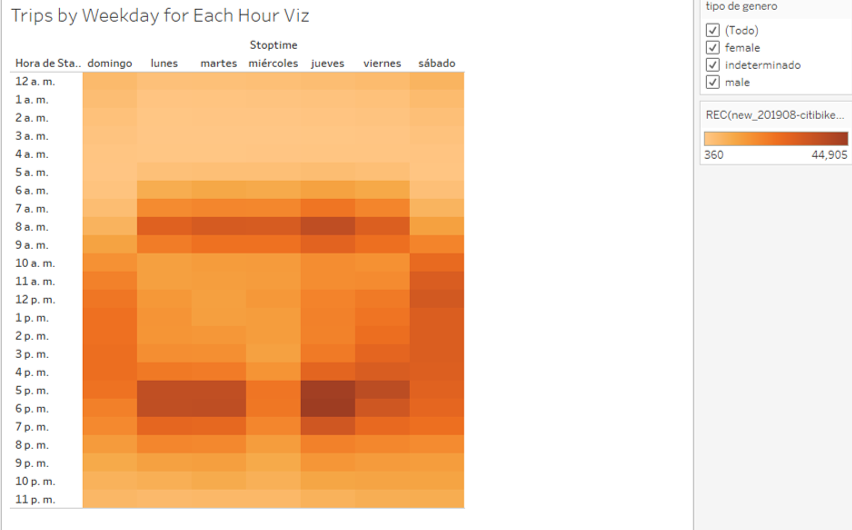 Trips by Weekday for Each Hour Viz
Stoptime
Hora de Sta.. domingo lunes martes miércoles jueves viernes sábado
12 a. m.
1 a. m.
2 a. m.
3 a. m.
4 a. m.
5 a. m.
6 a. m.
7 a. m.
8 a. m.
9 a. m.
10 a. m.
11 a. m.
12 p. m.
1 p. m.
2 p. m.
3 p. m.
4 p. m.
5 p. m.
6 p. m.
7 p. m.
8 p. m.
9 p. m.
10 p. m.
11 p. m.
tipo de genero
(Todo)
female
indeterminado
male
REC(new_201908-citibike...
360 44,905